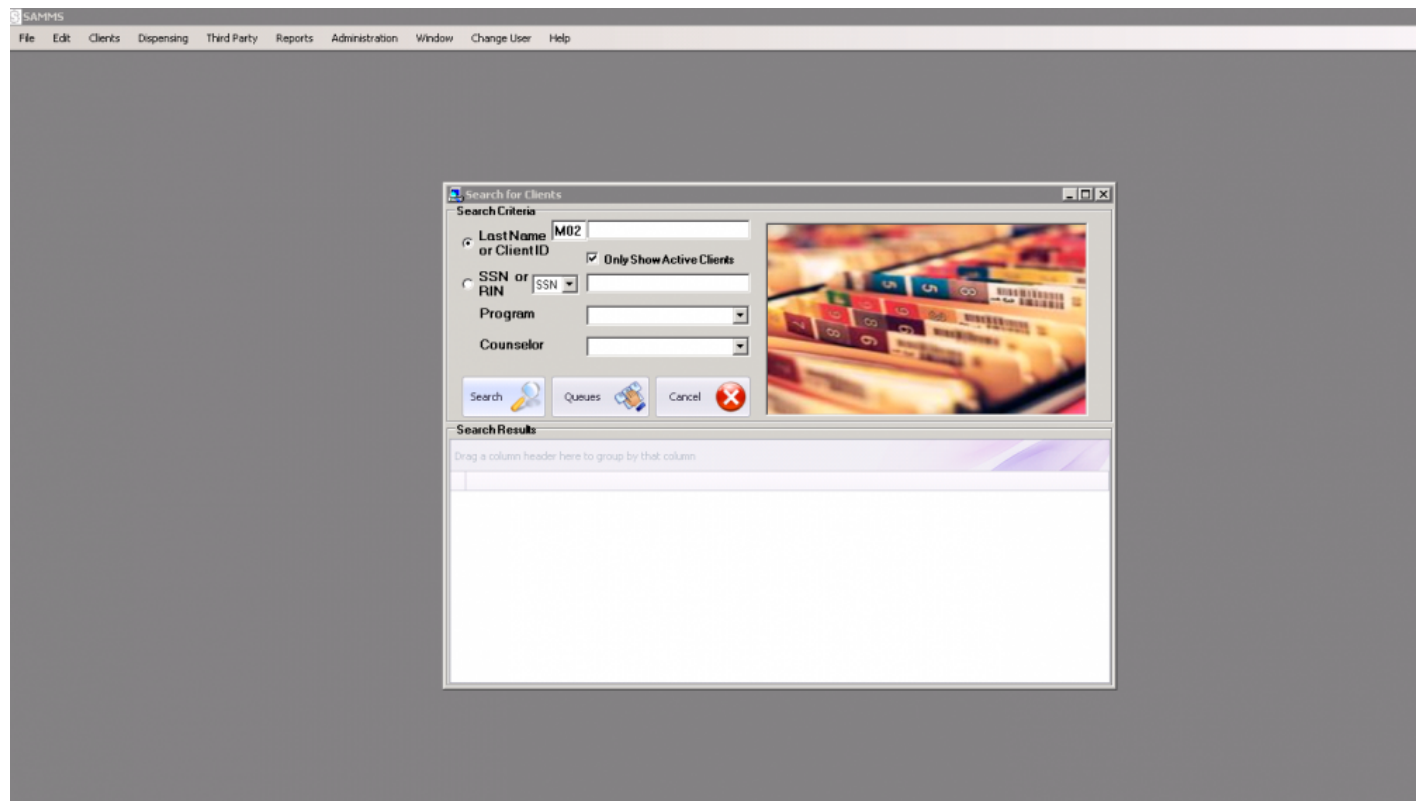 SAMMS
File Edit Clients Dispensing Third Party Reports Administration Window Change User Help
Search for Clients
Search Criteria
Last Name or Client ID
M02
Only Show Active Clients
SSN or RIN
SSN
Program
Counselor
Search Queues Cancel
Search Results
Drag a column header here to group by that column